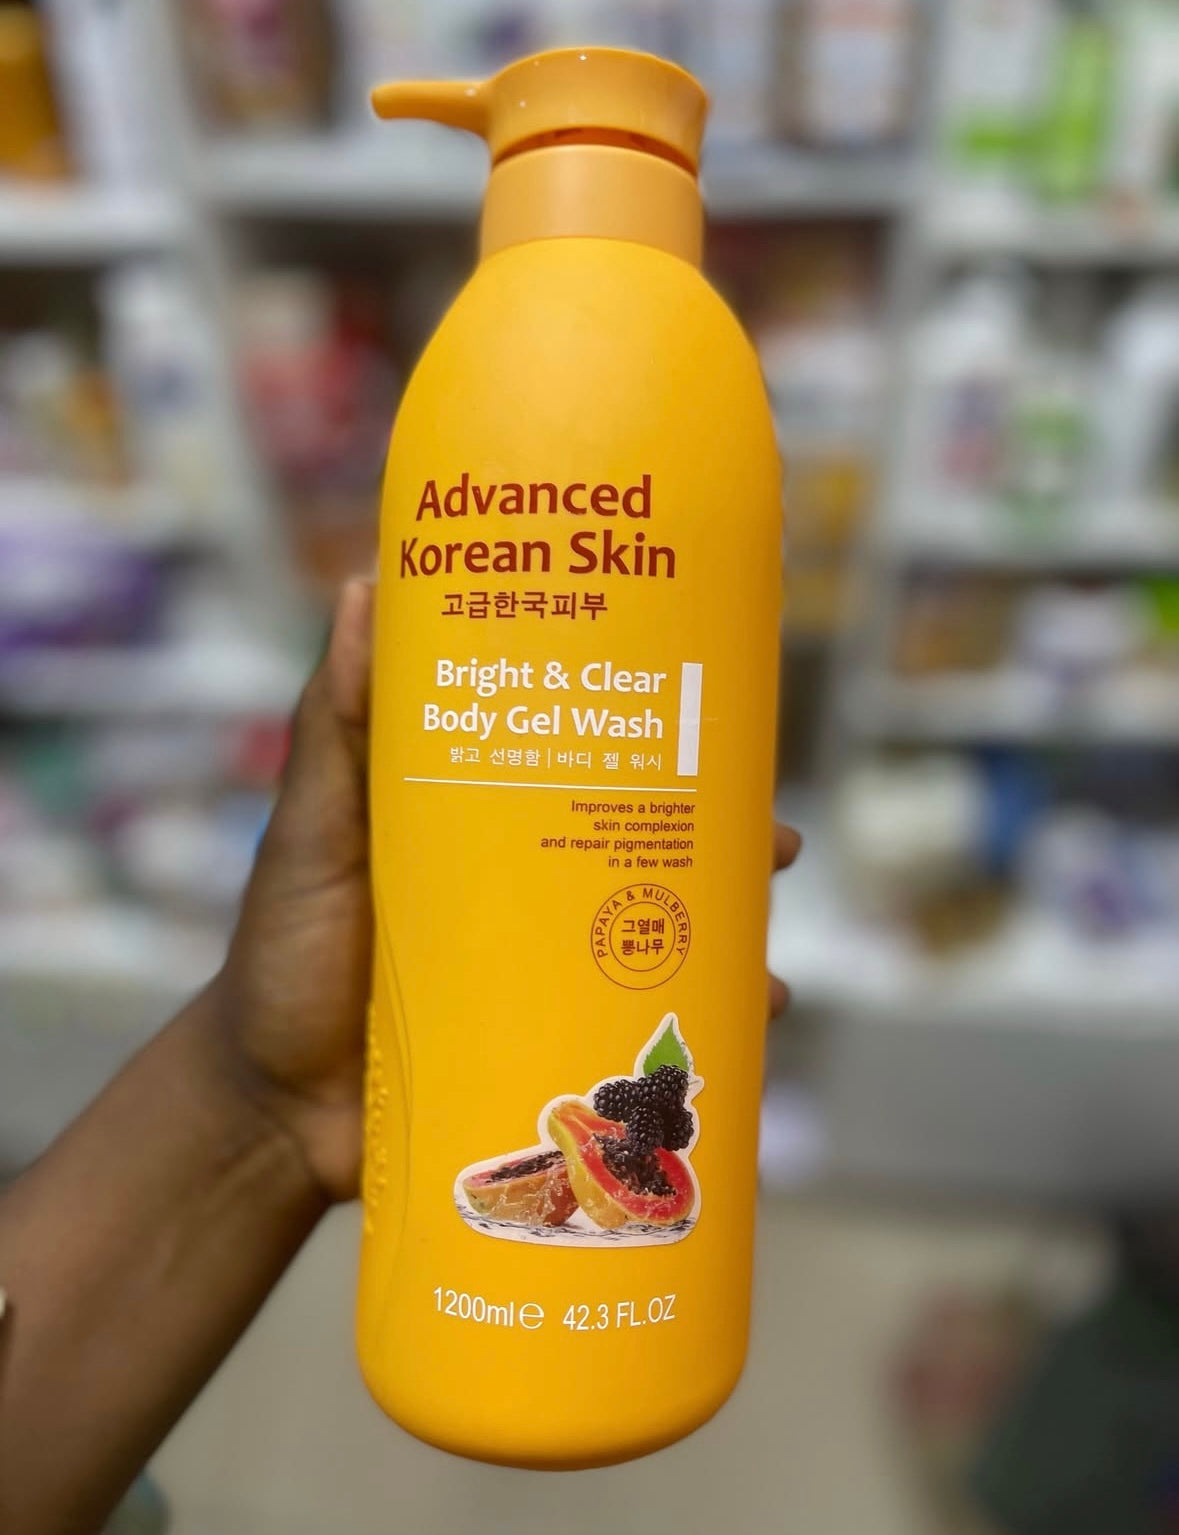 Advanced
Korean Skin
고급한국피부
Bright & Clear
Body Gel Wash
밝고 선명함 | 바디 젤 워시
Improves a brighter
skin complexion
and repair pigmentation
in a few wash
PAPAYA & MULBERRY
그열매
뽕나무
1200ml ℮ 42.3 FL.OZ